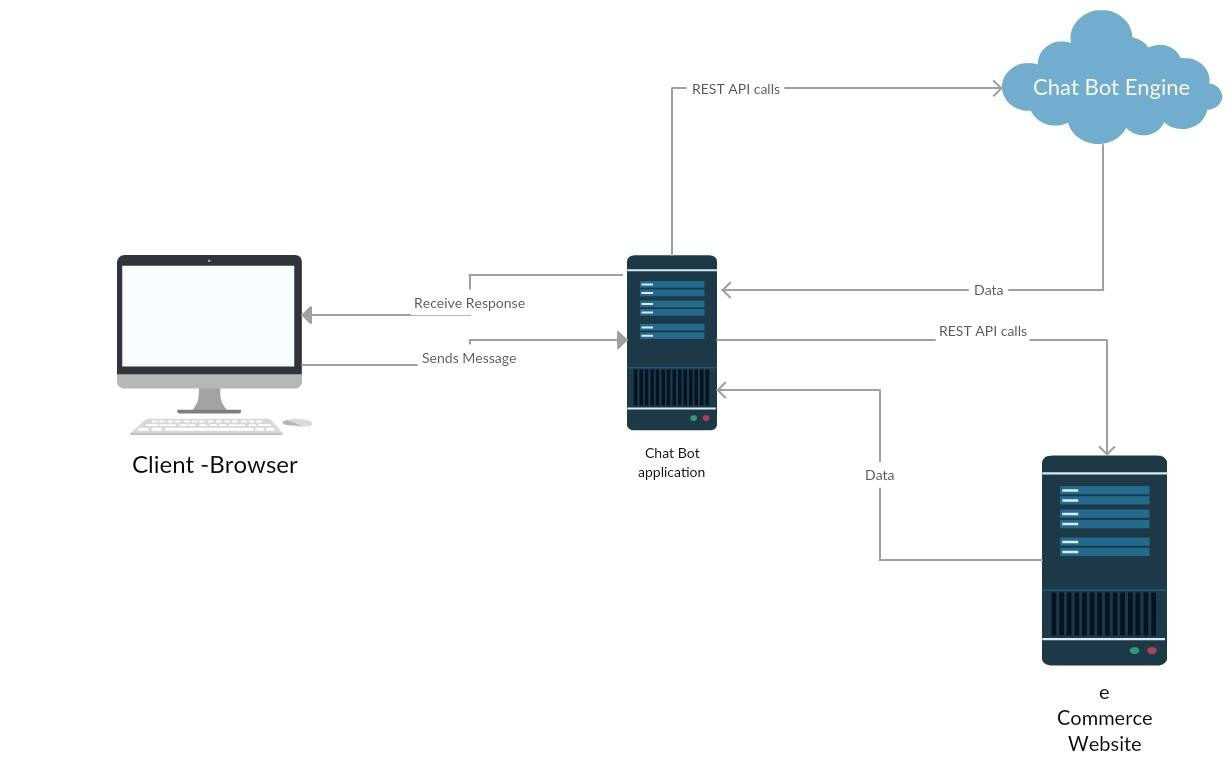 Chat Bot Engine
REST API calls
Data
Receive Response
REST API calls
Sends Message
Client -Browser
Chat Bot
application
Data
e
Commerce
Website